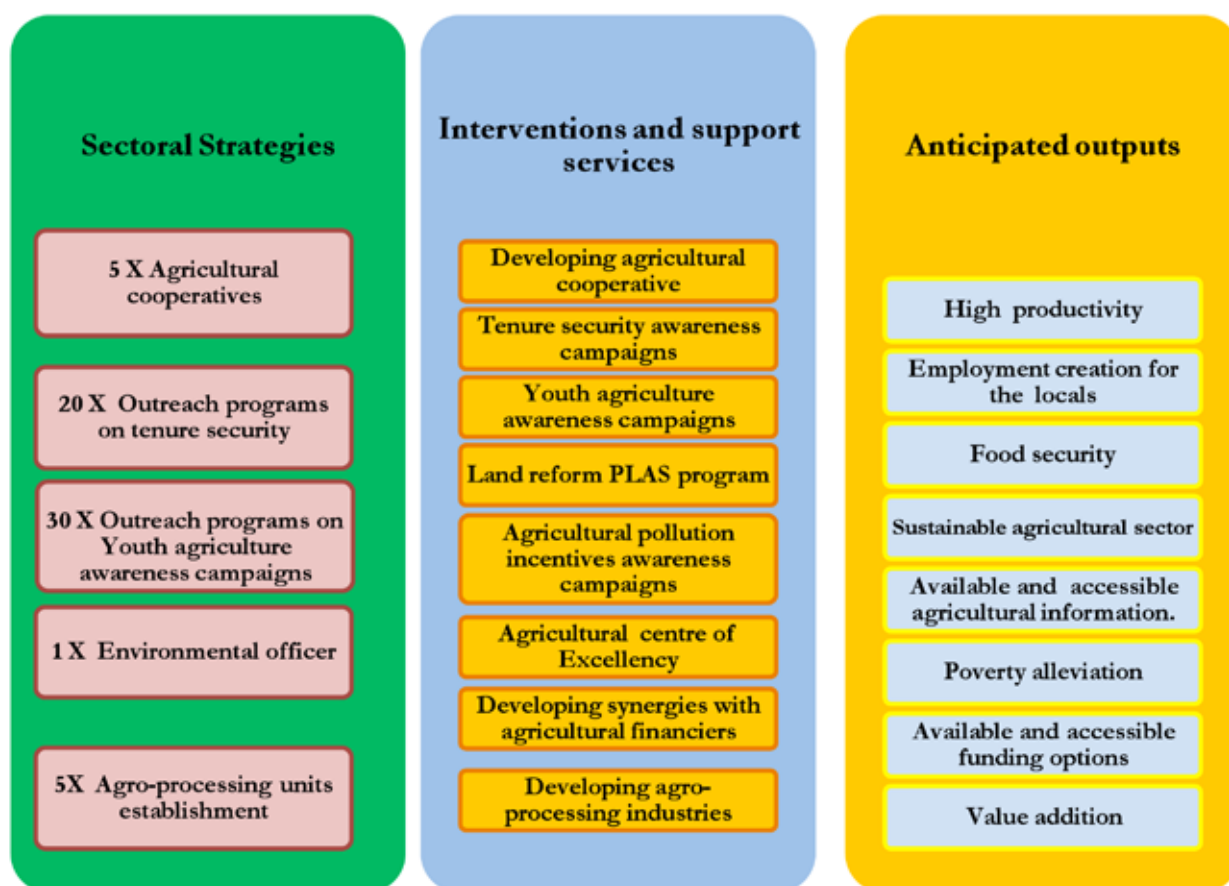 Sectoral Strategies
5 X Agricultural
cooperatives
20 X Outreach programs
on tenure security
30 X Outreach programs on
Youth agriculture
awareness campaigns
1 X Environmental officer
5X Agro-processing units
establishment
Interventions and support
services
Developing agricultural
cooperative
Tenure security awareness
campaigns
Youth agriculture
awareness campaigns
Land reform PLAS program
Agricultural pollution
incentives awareness
campaigns
Agricultural centre of
Excellency
Developing synergies with
agricultural financiers
Developing agro-
processing industries
Anticipated outputs
High productivity
Employment creation for
the locals
Food security
Sustainable agricultural sector
Available and accessible
agricultural information.
Poverty alleviation
Available and accessible
funding options
Value addition